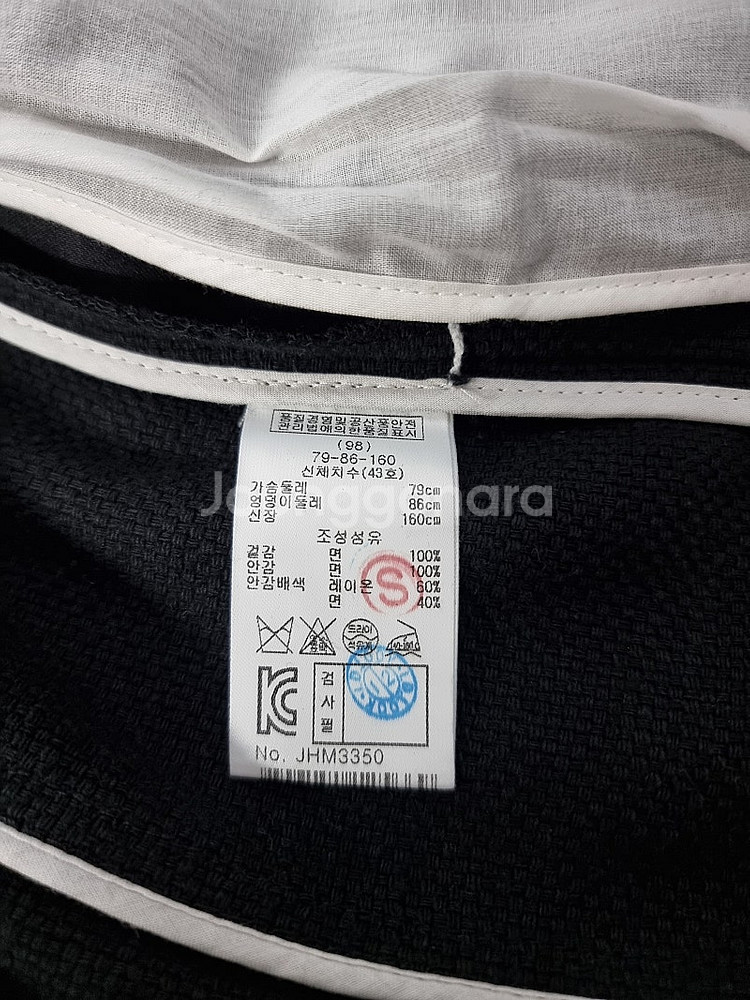 품질경영및공산품안전
관리법에의한품질표시
(98)
79-86-160
신체치수(43호)
가슴둘레 79cm
엉덩이둘레 86cm
신장 160cm
Joonggonara
조성섬유
겉감 면 100%
안감 면 100%
안감배색 레이온 60%
면 40%
S
드라이
석유계
검사필
No. JHM3350